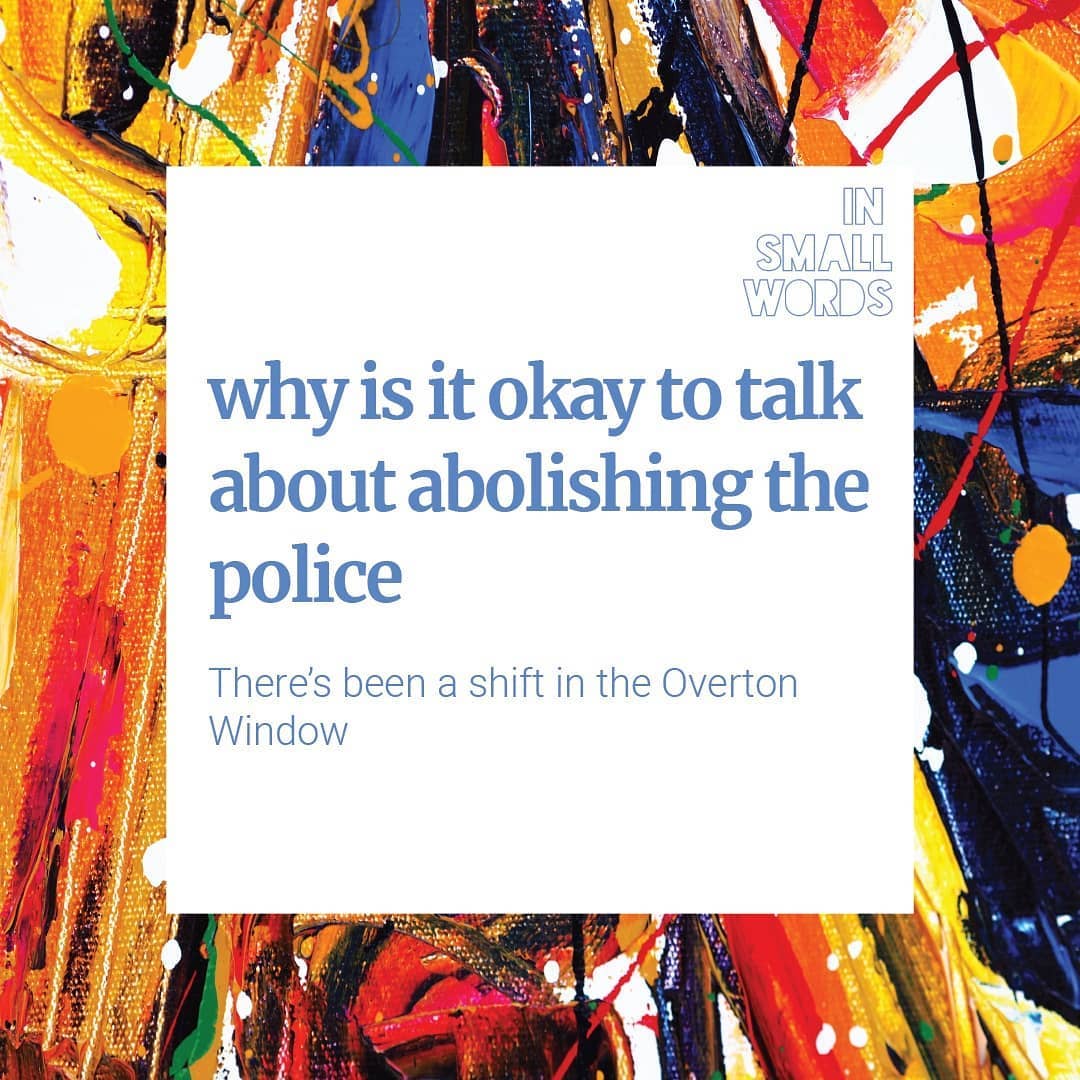 IN
SMALL
WORDS
why is it okay to talk
about abolishing the
police
There's been a shift in the Overton
Window